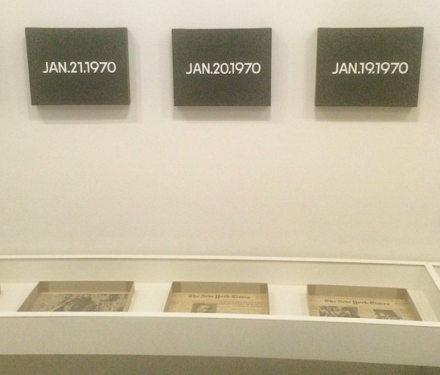 JAN.21.1970
JAN.20.1970
JAN.19.1970
The New York Times
The New York Times